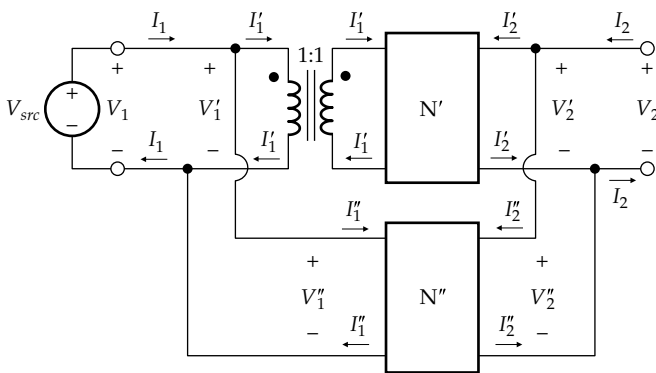 I₁ I₁′ I₁′ I₂′ I₂
1:1
+ + + +
V_src + − V₁ V₁′ N′ V₂′ V₂
− − − −
I₁ I₁′ I₁′ I₂′ I₂
I₁″ I₂″
+ +
V₁″ N″ V₂″
− −
I₁″ I₂″